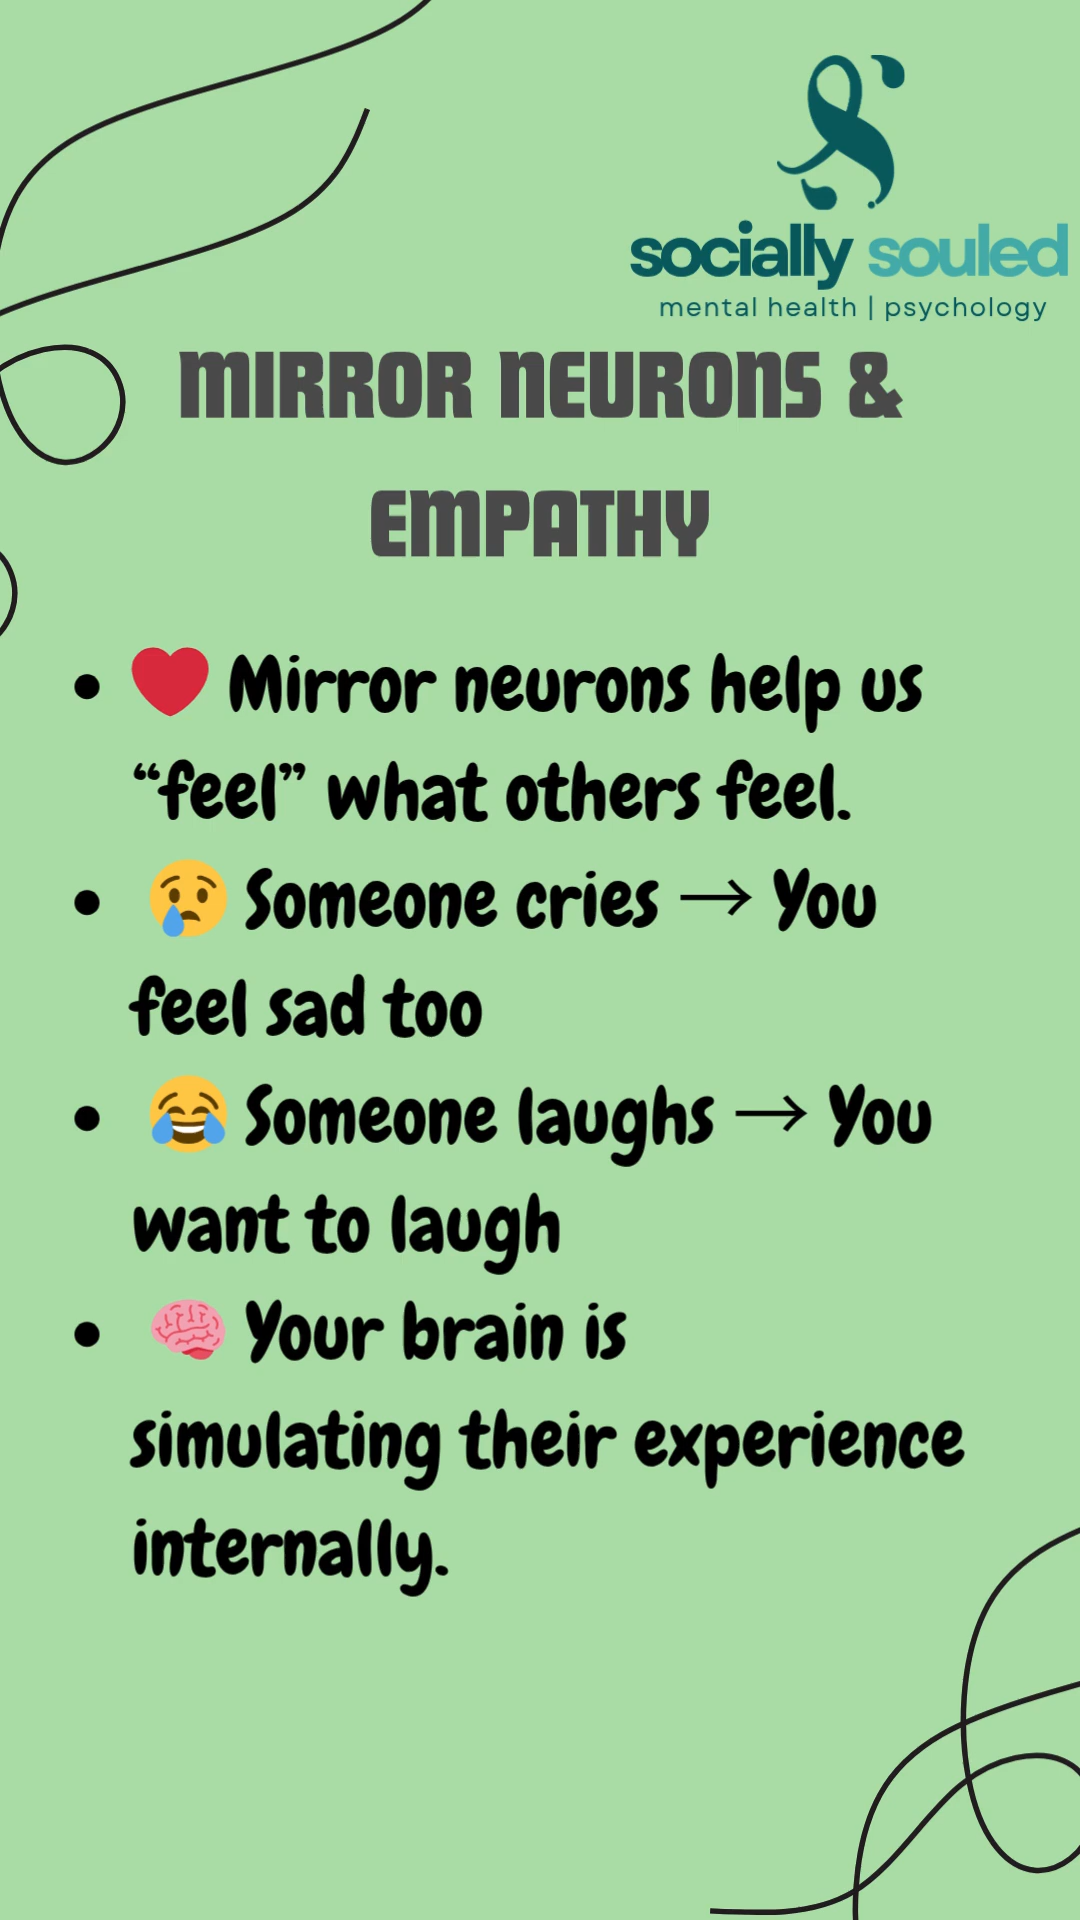 socially souled
mental health | psychology
MIRROR NEURONS &
EMPATHY
• ❤️ Mirror neurons help us
“feel” what others feel.
• 😢 Someone cries → You
feel sad too
• 😂 Someone laughs → You
want to laugh
• 🧠 Your brain is
simulating their experience
internally.